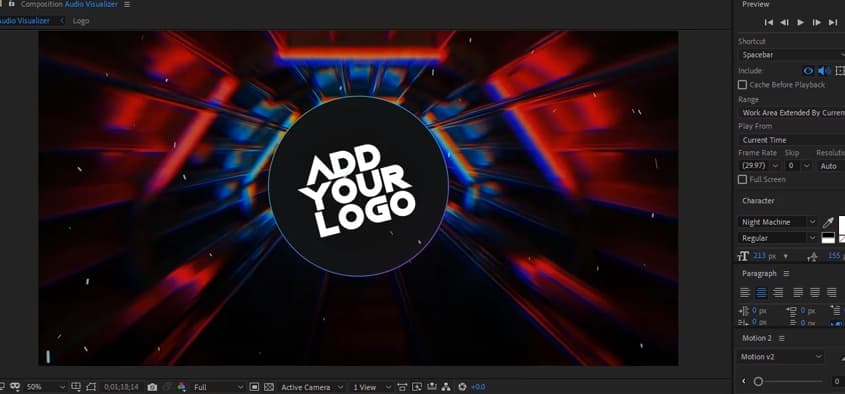 Composition Audio Visualizer
Audio Visualizer
Logo
ADD
YOUR
LOGO
50%
0;01;18;14
Full
Active Camera
1 View
+0.0
Preview
Shortcut
Spacebar
Include:
Cache Before Playback
Range
Work Area Extended By Curren
Play From
Current Time
Frame Rate Skip Resoluti
(29.97) 0 Auto
Full Screen
Character
Night Machine
Regular
213 px 155
Paragraph
0 px 0 px
0 px 0 px
Motion 2
Motion v2
0